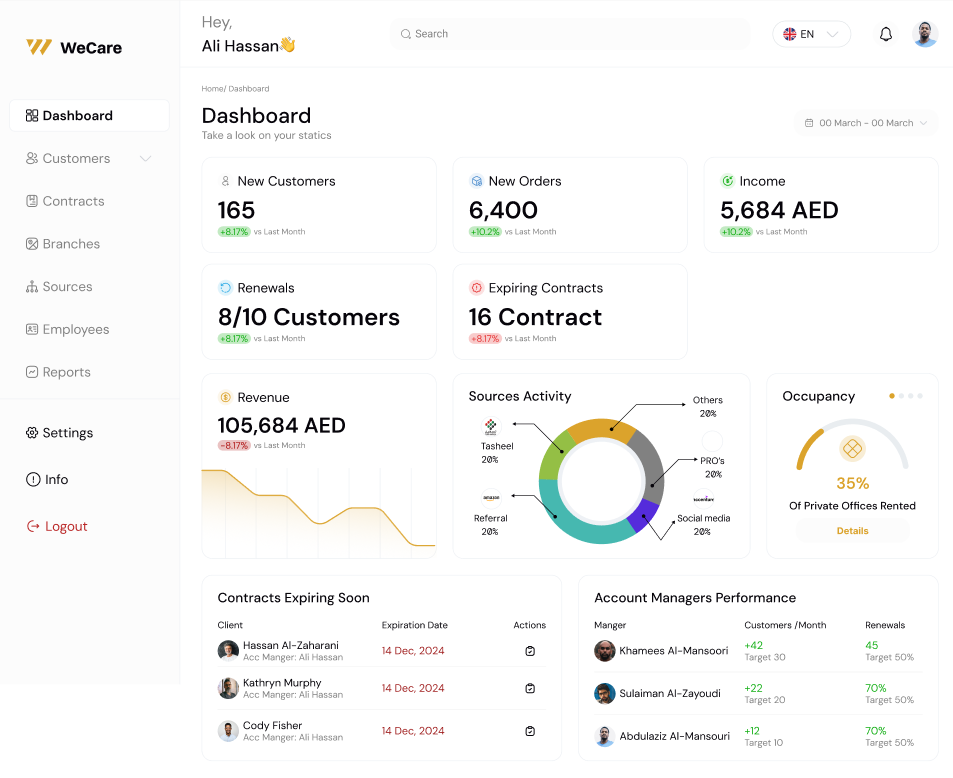 WeCare
Dashboard
Customers
Contracts
Branches
Sources
Employees
Reports
Settings
Info
Logout
Hey,
Ali Hassan👋
Search
EN
Home/ Dashboard
Dashboard
Take a look on your statics
00 March - 00 March
New Customers
165
+8.17% vs Last Month
New Orders
6,400
+10.2% vs Last Month
Income
5,684 AED
+10.2% vs Last Month
Renewals
8/10 Customers
+8.17% vs Last Month
Expiring Contracts
16 Contract
+8.17% vs Last Month
Revenue
105,684 AED
-8.17% vs Last Month
Sources Activity
Others
20%
Tasheel
20%
PRO's
20%
amazon
accenture
Referral
20%
Social media
20%
Occupancy
35%
Of Private Offices Rented
Details
Contracts Expiring Soon
Client Expiration Date Actions
Hassan Al-Zaharani
Acc Manger: Ali Hassan
14 Dec, 2024
Kathryn Murphy
Acc Manger: Ali Hassan
14 Dec, 2024
Cody Fisher
Acc Manger: Ali Hassan
14 Dec, 2024
Account Managers Performance
Manger Customers /Month Renewals
Khamees Al-Mansoori
+42
Target 30
45
Target 50%
Sulaiman Al-Zayoudi
+22
Target 20
70%
Target 50%
Abdulaziz Al-Mansouri
+12
Target 10
70%
Target 50%